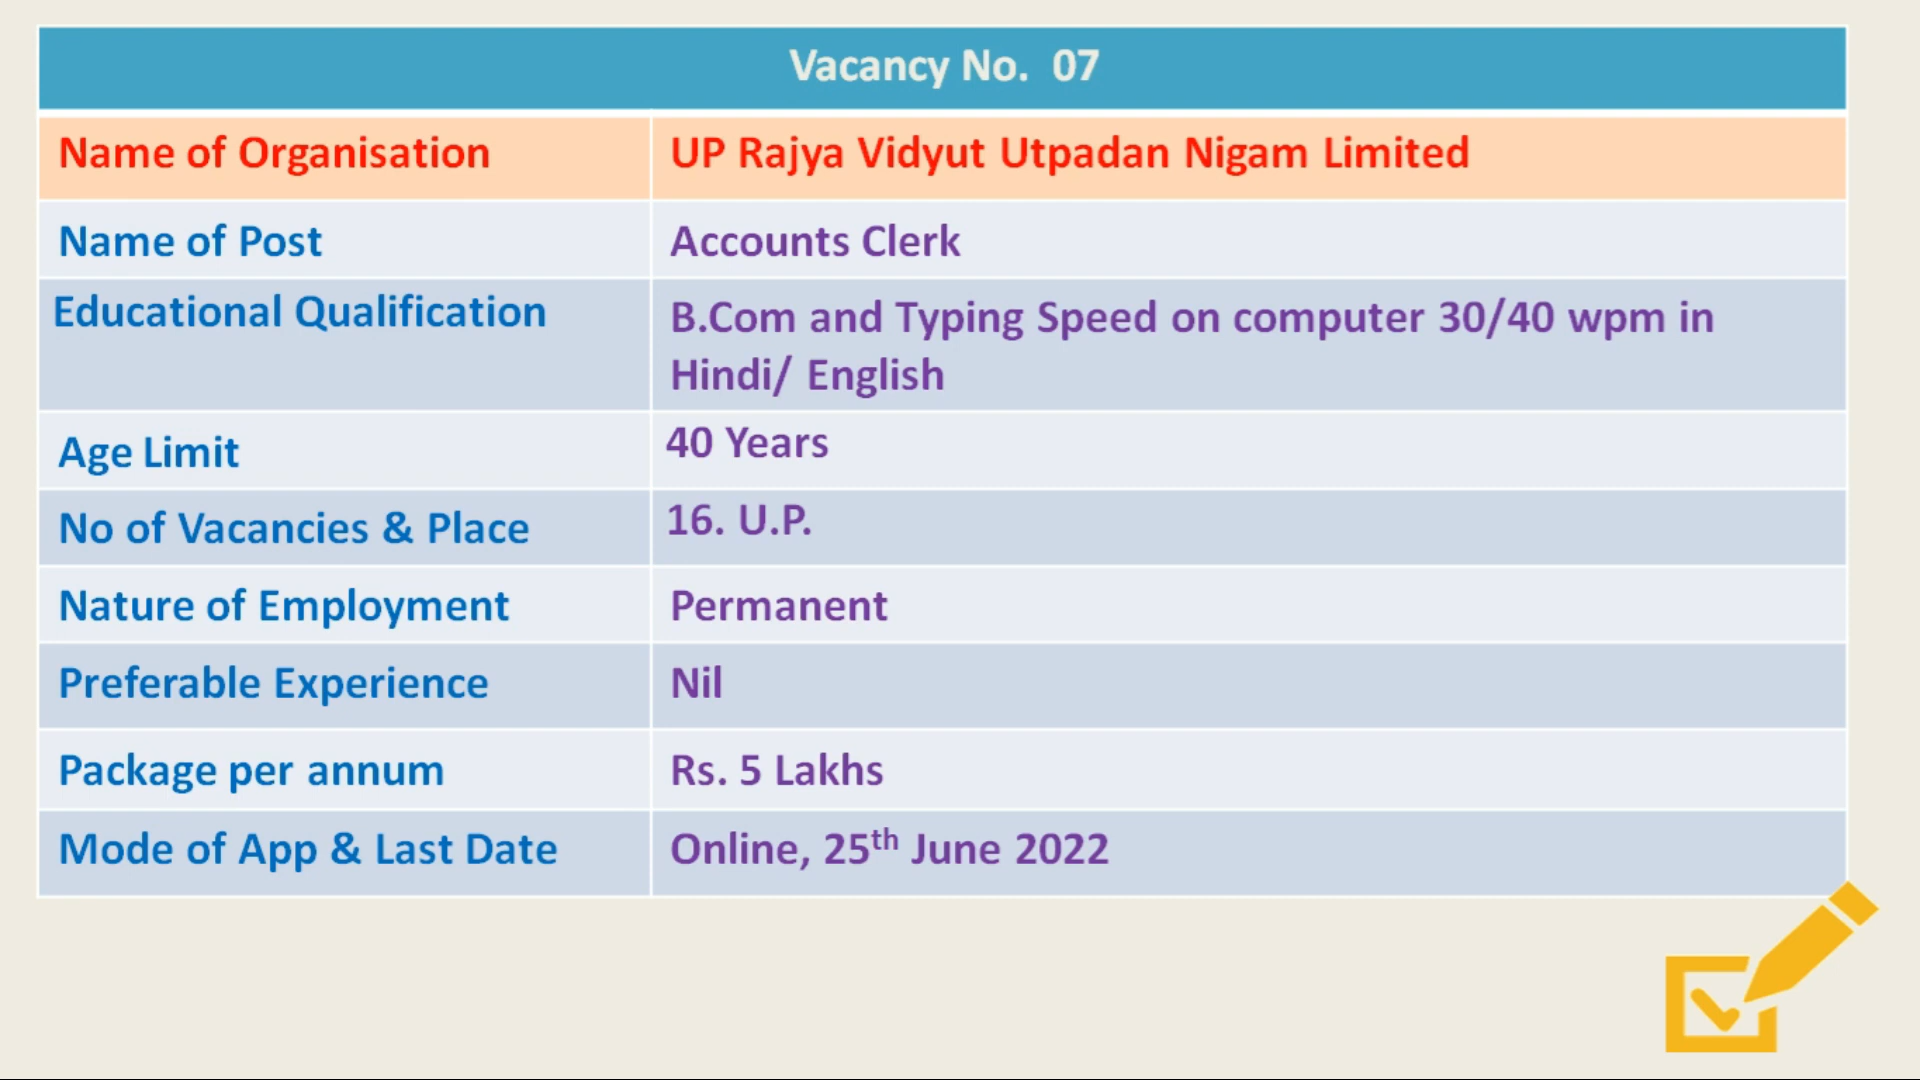 Vacancy No. 07
Name of Organisation UP Rajya Vidyut Utpadan Nigam Limited
Name of Post Accounts Clerk
Educational Qualification B.Com and Typing Speed on computer 30/40 wpm in
Hindi/ English
Age Limit 40 Years
No of Vacancies & Place 16. U.P.
Nature of Employment Permanent
Preferable Experience Nil
Package per annum Rs. 5 Lakhs
Mode of App & Last Date Online, 25th June 2022